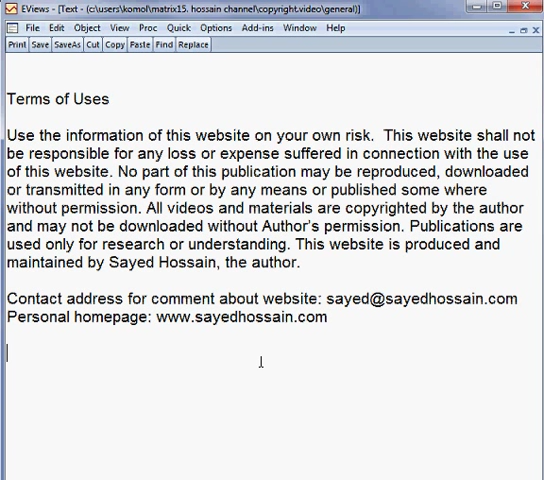 EViews - [Text - (c:\users\komol\matrix15. hossain channel\copyright.video\general)]
File Edit Object View Proc Quick Options Add-ins Window Help
Print Save SaveAs Cut Copy Paste Find Replace
Terms of Uses
Use the information of this website on your own risk. This website shall not
be responsible for any loss or expense suffered in connection with the use
of this website. No part of this publication may be reproduced, downloaded
or transmitted in any form or by any means or published some where
without permission. All videos and materials are copyrighted by the author
and may not be downloaded without Author's permission. Publications are
used only for research or understanding. This website is produced and
maintained by Sayed Hossain, the author.
Contact address for comment about website: sayed@sayedhossain.com
Personal homepage: www.sayedhossain.com